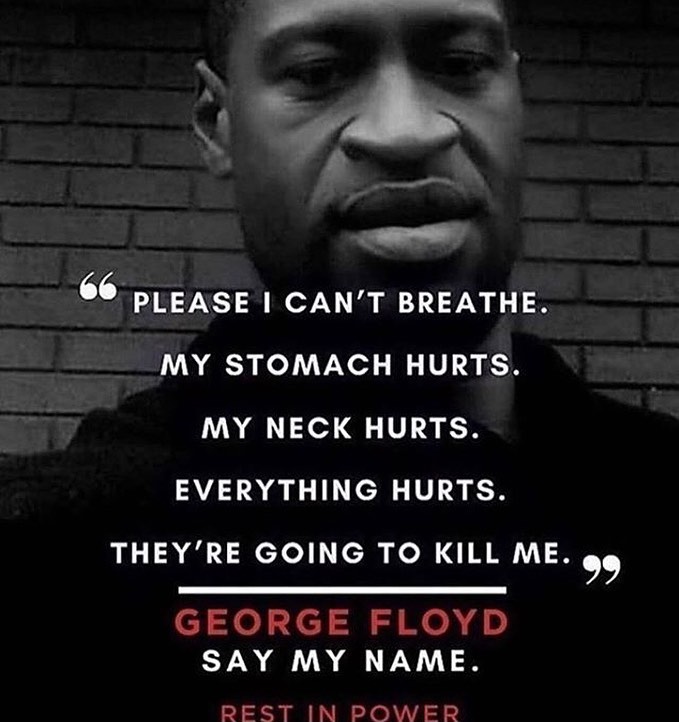 “ PLEASE I CAN’T BREATHE.
MY STOMACH HURTS.
MY NECK HURTS.
EVERYTHING HURTS.
THEY’RE GOING TO KILL ME. ”
GEORGE FLOYD
SAY MY NAME.
REST IN POWER